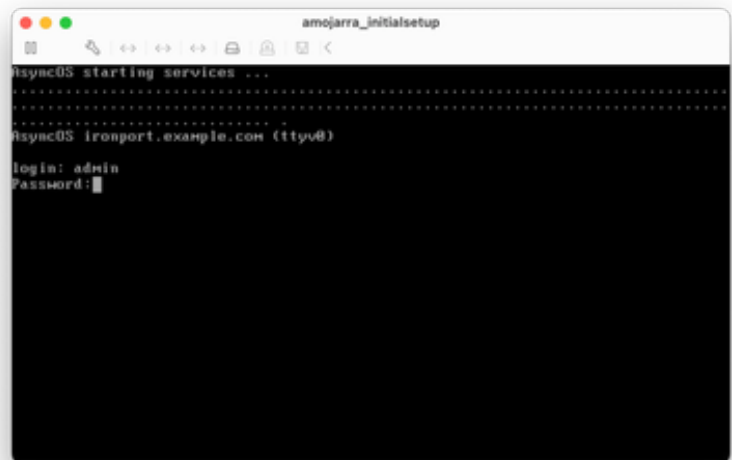 amojarra_initialsetup
AsyncOS starting services ...
................................................................................
................................................................................
............................. .
AsyncOS ironport.example.com (ttyv0)
login: admin
Password: